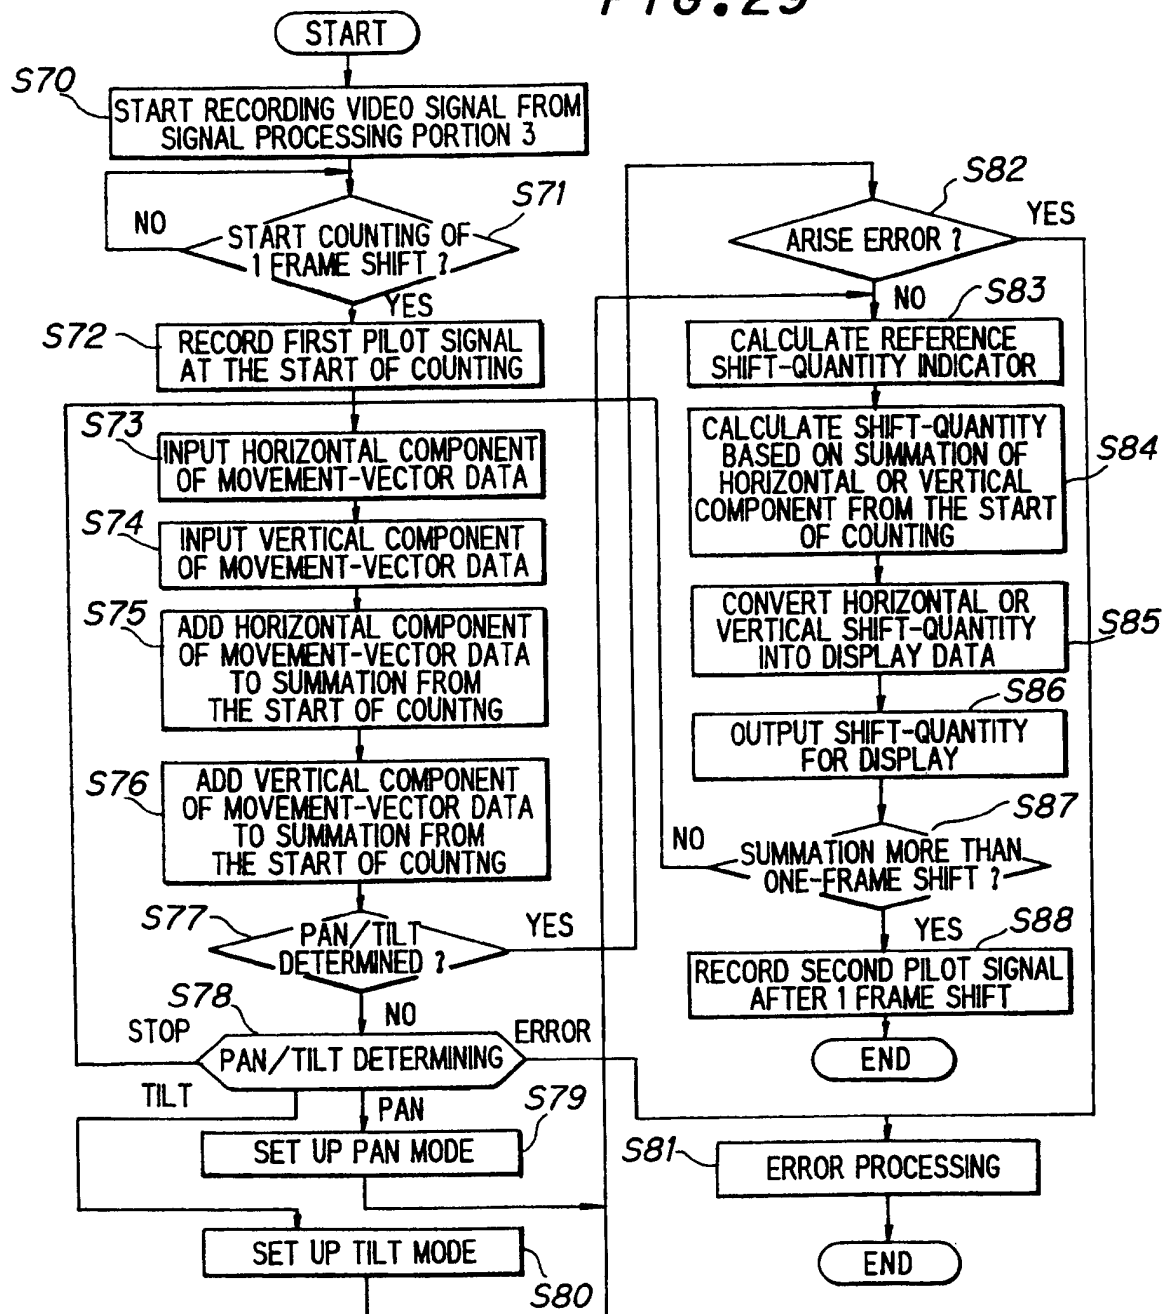 FIG.29
START
S70
START RECORDING VIDEO SIGNAL FROM
SIGNAL PROCESSING PORTION 3
S71
NO
START COUNTING OF
1 FRAME SHIFT ?
YES
S72
RECORD FIRST PILOT SIGNAL
AT THE START OF COUNTING
S73
INPUT HORIZONTAL COMPONENT
OF MOVEMENT-VECTOR DATA
S74
INPUT VERTICAL COMPONENT
OF MOVEMENT-VECTOR DATA
S75
ADD HORIZONTAL COMPONENT
OF MOVEMENT-VECTOR DATA
TO SUMMATION FROM
THE START OF COUNTNG
S76
ADD VERTICAL COMPONENT
OF MOVEMENT-VECTOR DATA
TO SUMMATION FROM
THE START OF COUNTNG
S77
PAN/TILT
DETERMINED ?
YES
NO
S78
STOP
PAN/TILT DETERMINING
ERROR
TILT
PAN
S79
SET UP PAN MODE
SET UP TILT MODE
S80
S82
ARISE ERROR ?
YES
NO
S83
CALCULATE REFERENCE
SHIFT-QUANTITY INDICATOR
CALCULATE SHIFT-QUANTITY
BASED ON SUMMATION OF
HORIZONTAL OR VERTICAL
COMPONENT FROM THE START
OF COUNTING
S84
CONVERT HORIZONTAL OR
VERTICAL SHIFT-QUANTITY
INTO DISPLAY DATA
S85
S86
OUTPUT SHIFT-QUANTITY
FOR DISPLAY
S87
NO
SUMMATION MORE THAN
ONE-FRAME SHIFT ?
YES
S88
RECORD SECOND PILOT SIGNAL
AFTER 1 FRAME SHIFT
END
S81
ERROR PROCESSING
END